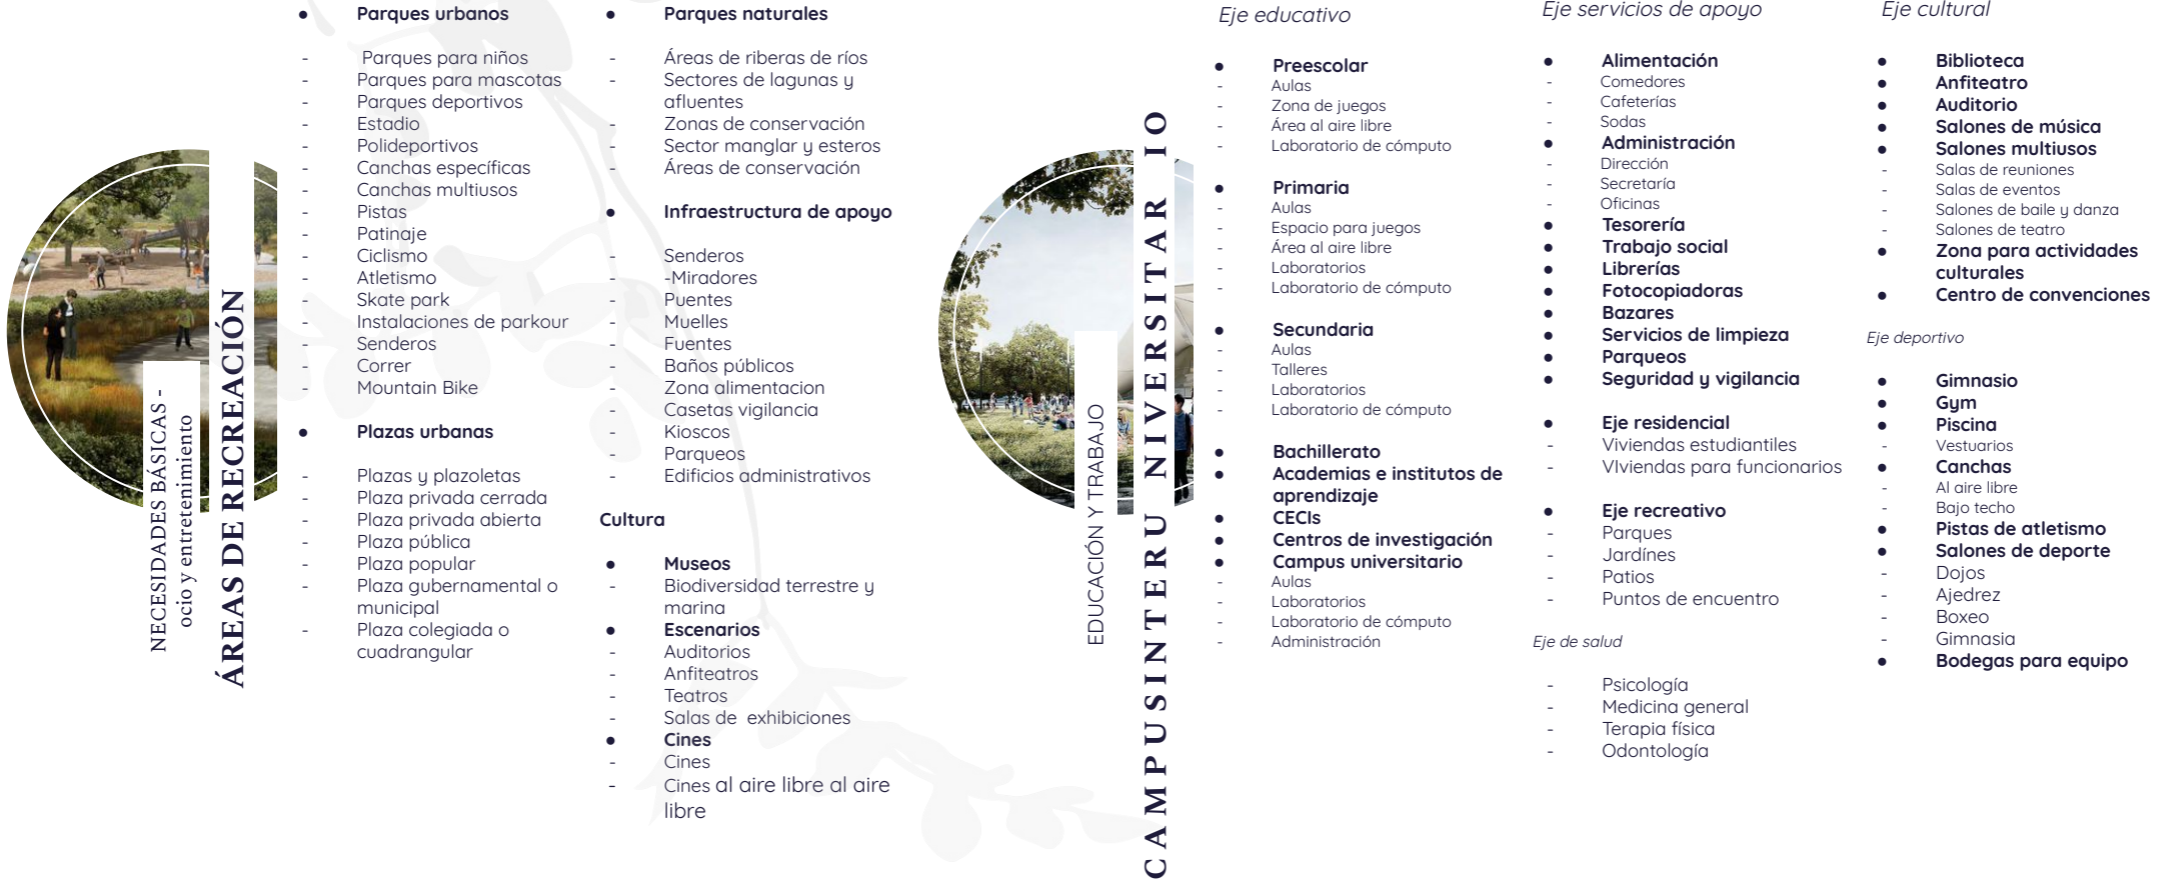 NECESIDADES BÁSICAS -
ocio y entretenimiento
ÁREAS DE RECREACIÓN
● Parques urbanos
- Parques para niños
- Parques para mascotas
- Parques deportivos
- Estadio
- Polideportivos
- Canchas específicas
- Canchas multiusos
- Pistas
- Patinaje
- Ciclismo
- Atletismo
- Skate park
- Instalaciones de parkour
- Senderos
- Correr
- Mountain Bike
● Plazas urbanas
- Plazas y plazoletas
- Plaza privada cerrada
- Plaza privada abierta
- Plaza pública
- Plaza popular
- Plaza gubernamental o
municipal
- Plaza colegiada o
cuadrangular
● Parques naturales
- Áreas de riberas de ríos
- Sectores de lagunas y
afluentes
- Zonas de conservación
- Sector manglar y esteros
- Áreas de conservación
● Infraestructura de apoyo
- Senderos
- -Miradores
- Puentes
- Muelles
- Fuentes
- Baños públicos
- Zona alimentacion
- Casetas vigilancia
- Kioscos
- Parqueos
- Edificios administrativos
Cultura
● Museos
- Biodiversidad terrestre y
marina
● Escenarios
- Auditorios
- Anfiteatros
- Teatros
- Salas de exhibiciones
● Cines
- Cines
- Cines al aire libre al aire
libre
EDUCACIÓN Y TRABAJO
CAMPUSINTERU NIVERSITAR IO
Eje educativo
● Preescolar
- Aulas
- Zona de juegos
- Área al aire libre
- Laboratorio de cómputo
● Primaria
- Aulas
- Espacio para juegos
- Área al aire libre
- Laboratorios
- Laboratorio de cómputo
● Secundaria
- Aulas
- Talleres
- Laboratorios
- Laboratorio de cómputo
● Bachillerato
● Academias e institutos de
aprendizaje
● CECIs
● Centros de investigación
● Campus universitario
- Aulas
- Laboratorios
- Laboratorio de cómputo
- Administración
Eje servicios de apoyo
● Alimentación
- Comedores
- Cafeterías
- Sodas
● Administración
- Dirección
- Secretaría
- Oficinas
● Tesorería
● Trabajo social
● Librerías
● Fotocopiadoras
● Bazares
● Servicios de limpieza
● Parqueos
● Seguridad y vigilancia
● Eje residencial
- Viviendas estudiantiles
- VIviendas para funcionarios
● Eje recreativo
- Parques
- Jardínes
- Patios
- Puntos de encuentro
Eje de salud
- Psicología
- Medicina general
- Terapia física
- Odontología
Eje cultural
● Biblioteca
● Anfiteatro
● Auditorio
● Salones de música
● Salones multiusos
- Salas de reuniones
- Salas de eventos
- Salones de baile y danza
- Salones de teatro
● Zona para actividades
culturales
● Centro de convenciones
Eje deportivo
● Gimnasio
● Gym
● Piscina
- Vestuarios
● Canchas
- Al aire libre
- Bajo techo
● Pistas de atletismo
● Salones de deporte
- Dojos
- Ajedrez
- Boxeo
- Gimnasia
● Bodegas para equipo